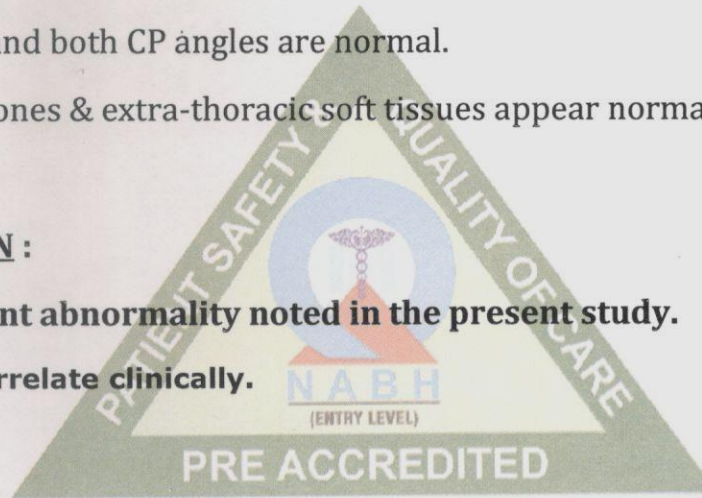 and both CP angles are normal.
ones & extra-thoracic soft tissues appear norma
N :
nt abnormality noted in the present study.
rrelate clinically.
PATIENT SAFETY & QUALITY OF CARE
NABH
(ENTRY LEVEL)
PRE ACCREDITED